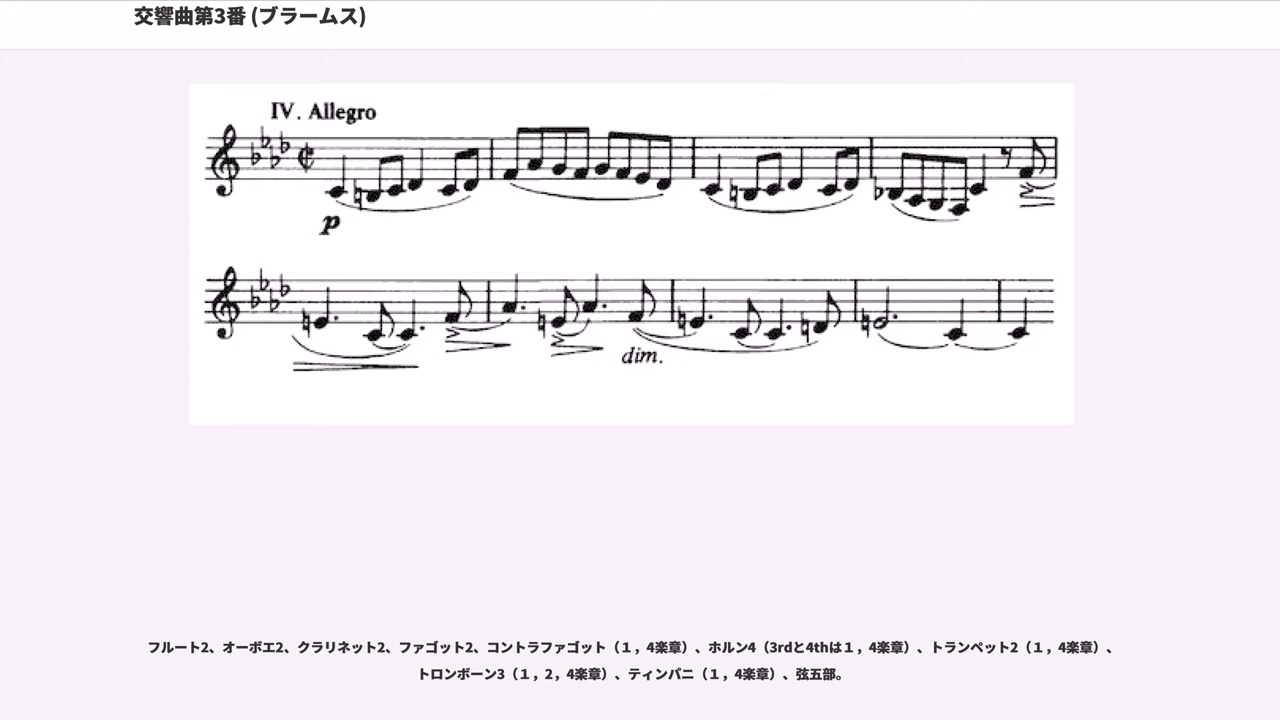 交響曲第3番 (ブラームス)
IV. Allegro
p
dim.
フルート2、オーボエ2、クラリネット2、ファゴット2、コントラファゴット（１，4楽章）、ホルン4（3rdと4thは１，4楽章）、トランペット2（１，4楽章）、
トロンボーン3（１，2，4楽章）、ティンパニ（１，4楽章）、弦五部。